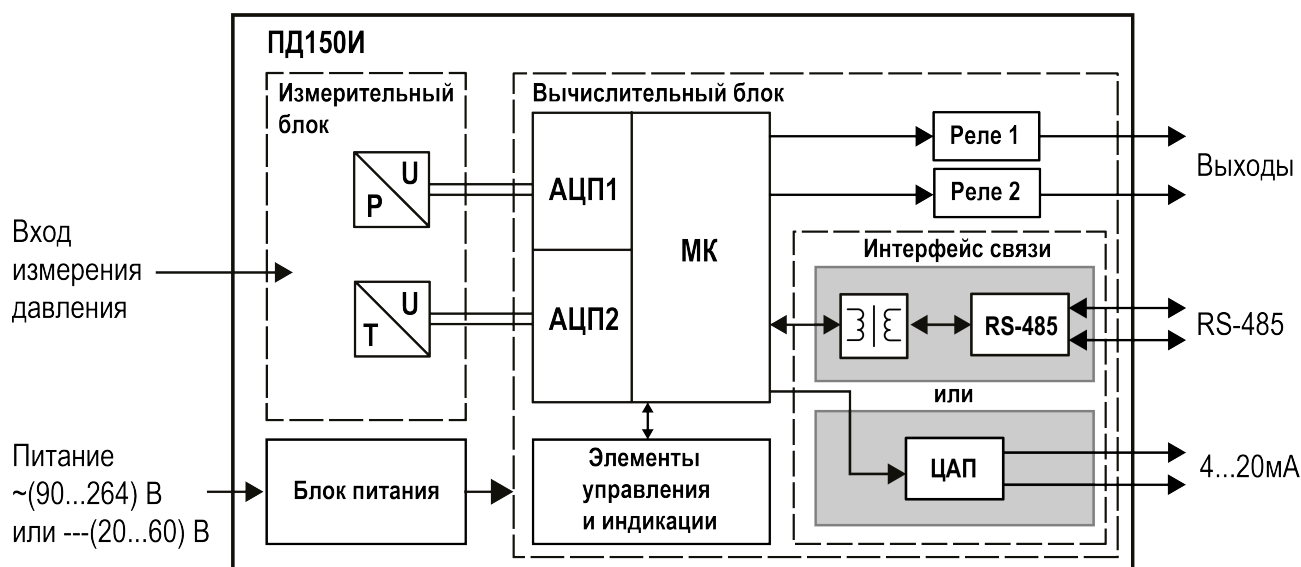 ПД150И
Измерительный
блок
Вычислительный блок
U
P
АЦП1
МК
Реле 1
Реле 2
Выходы
Вход
измерения
давления
U
T
АЦП2
Интерфейс связи
RS-485
RS-485
или
ЦАП
4...20мА
Питание
~(90...264) В
или ---(20...60) В
Блок питания
Элементы
управления
и индикации